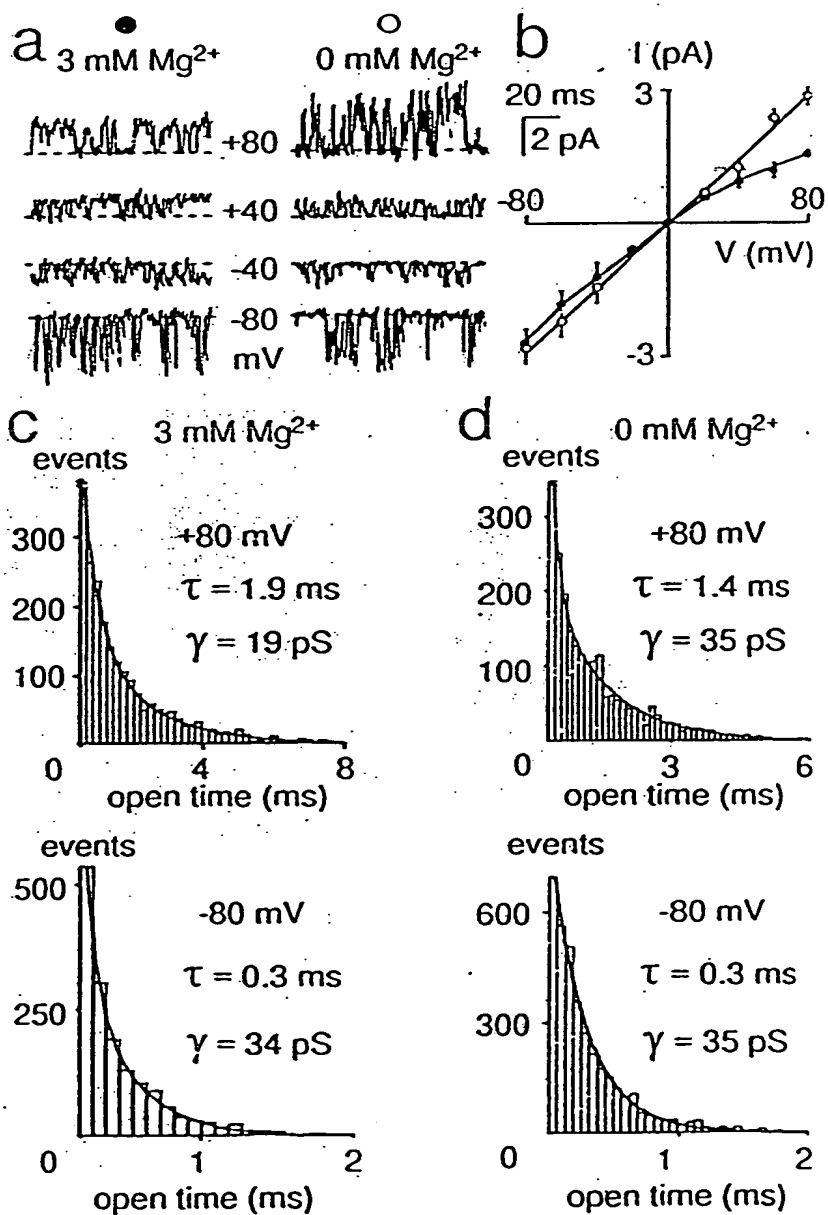 a
3 mM Mg²⁺
0 mM Mg²⁺
+80
+40
-40
-80
mV
20 ms
2 pA
b
I (pA)
3
-80
80
V (mV)
-3
c
3 mM Mg²⁺
events
300
200
100
+80 mV
τ = 1.9 ms
γ = 19 pS
0
4
8
open time (ms)
events
500
250
-80 mV
τ = 0.3 ms
γ = 34 pS
0
1
2
open time (ms)
d
0 mM Mg²⁺
events
300
200
100
+80 mV
τ = 1.4 ms
γ = 35 pS
0
3
6
open time (ms)
events
600
300
-80 mV
τ = 0.3 ms
γ = 35 pS
0
1
2
open time (ms)